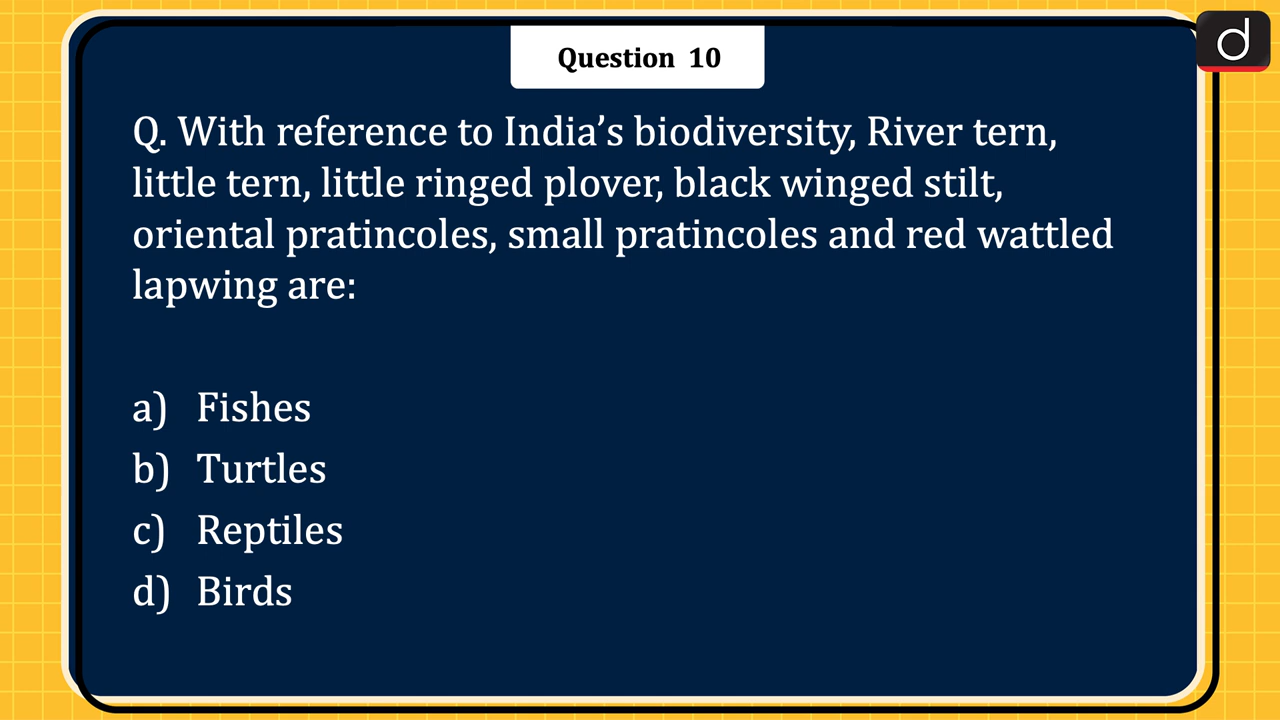 Question 10
d
Q. With reference to India’s biodiversity, River tern,
little tern, little ringed plover, black winged stilt,
oriental pratincoles, small pratincoles and red wattled
lapwing are:
a) Fishes
b) Turtles
c) Reptiles
d) Birds